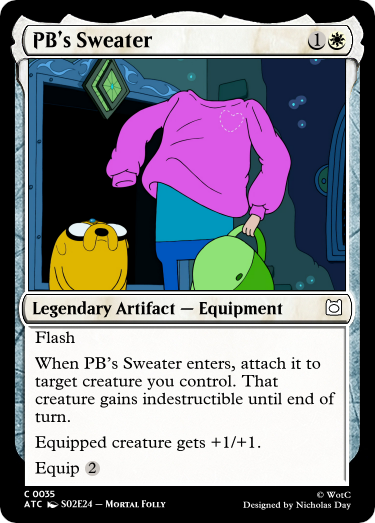 PB's Sweater 1
Legendary Artifact — Equipment
Flash
When PB's Sweater enters, attach it to
target creature you control. That
creature gains indestructible until end of
turn.
Equipped creature gets +1/+1.
Equip 2
C 0035 © WotC
ATC S02E24 – Mortal Folly Designed by Nicholas Day